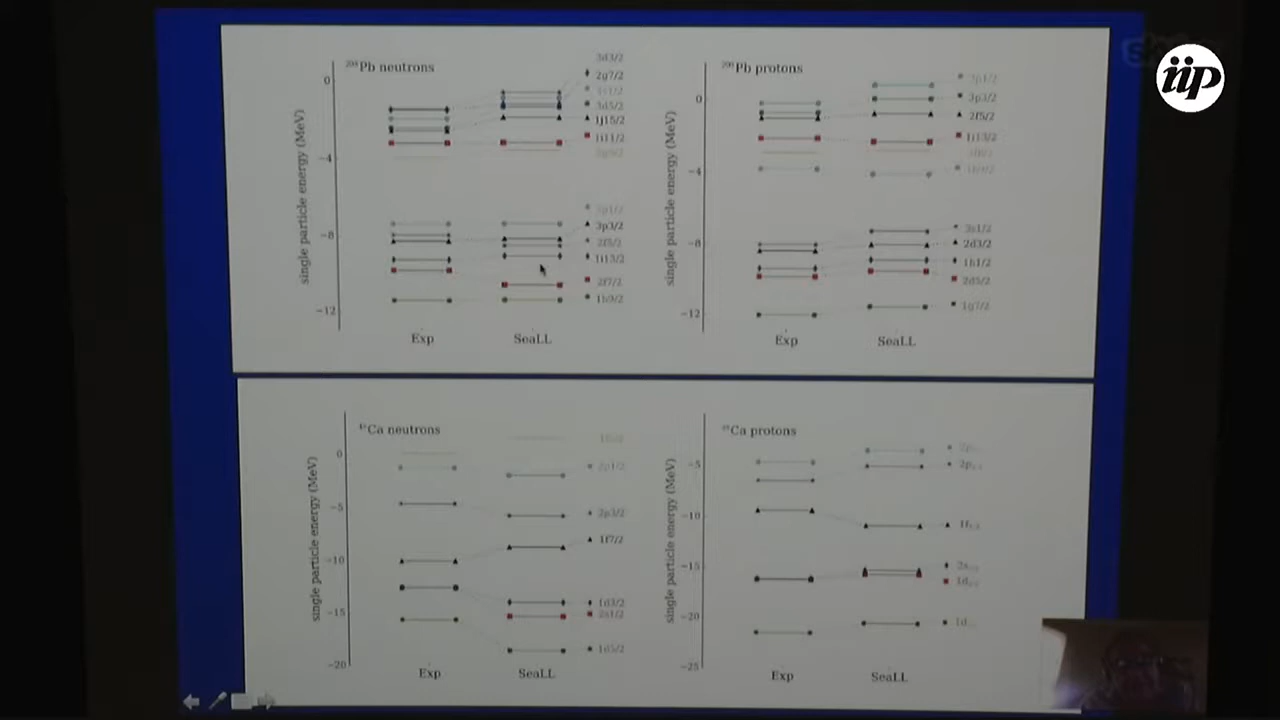 iip
208Pb neutrons
single particle energy (MeV)
0
−4
−8
−12
3d3/2
2g7/2
3d5/2
1j15/2
1i11/2
3p1/2
3p3/2
2f5/2
1i13/2
2f7/2
1h9/2
Exp
SeaLL
208Pb protons
single particle energy (MeV)
0
−4
−8
−12
3p1/2
3p3/2
2f5/2
1i13/2
3s1/2
2d3/2
1h1/2
2d5/2
1g7/2
Exp
SeaLL
Ca neutrons
single particle energy (MeV)
0
−5
−10
−15
−20
2p1/2
2p3/2
1f7/2
1d3/2
2s1/2
1d5/2
Exp
SeaLL
Ca protons
single particle energy (MeV)
−5
−10
−15
−20
−25
Exp
SeaLL